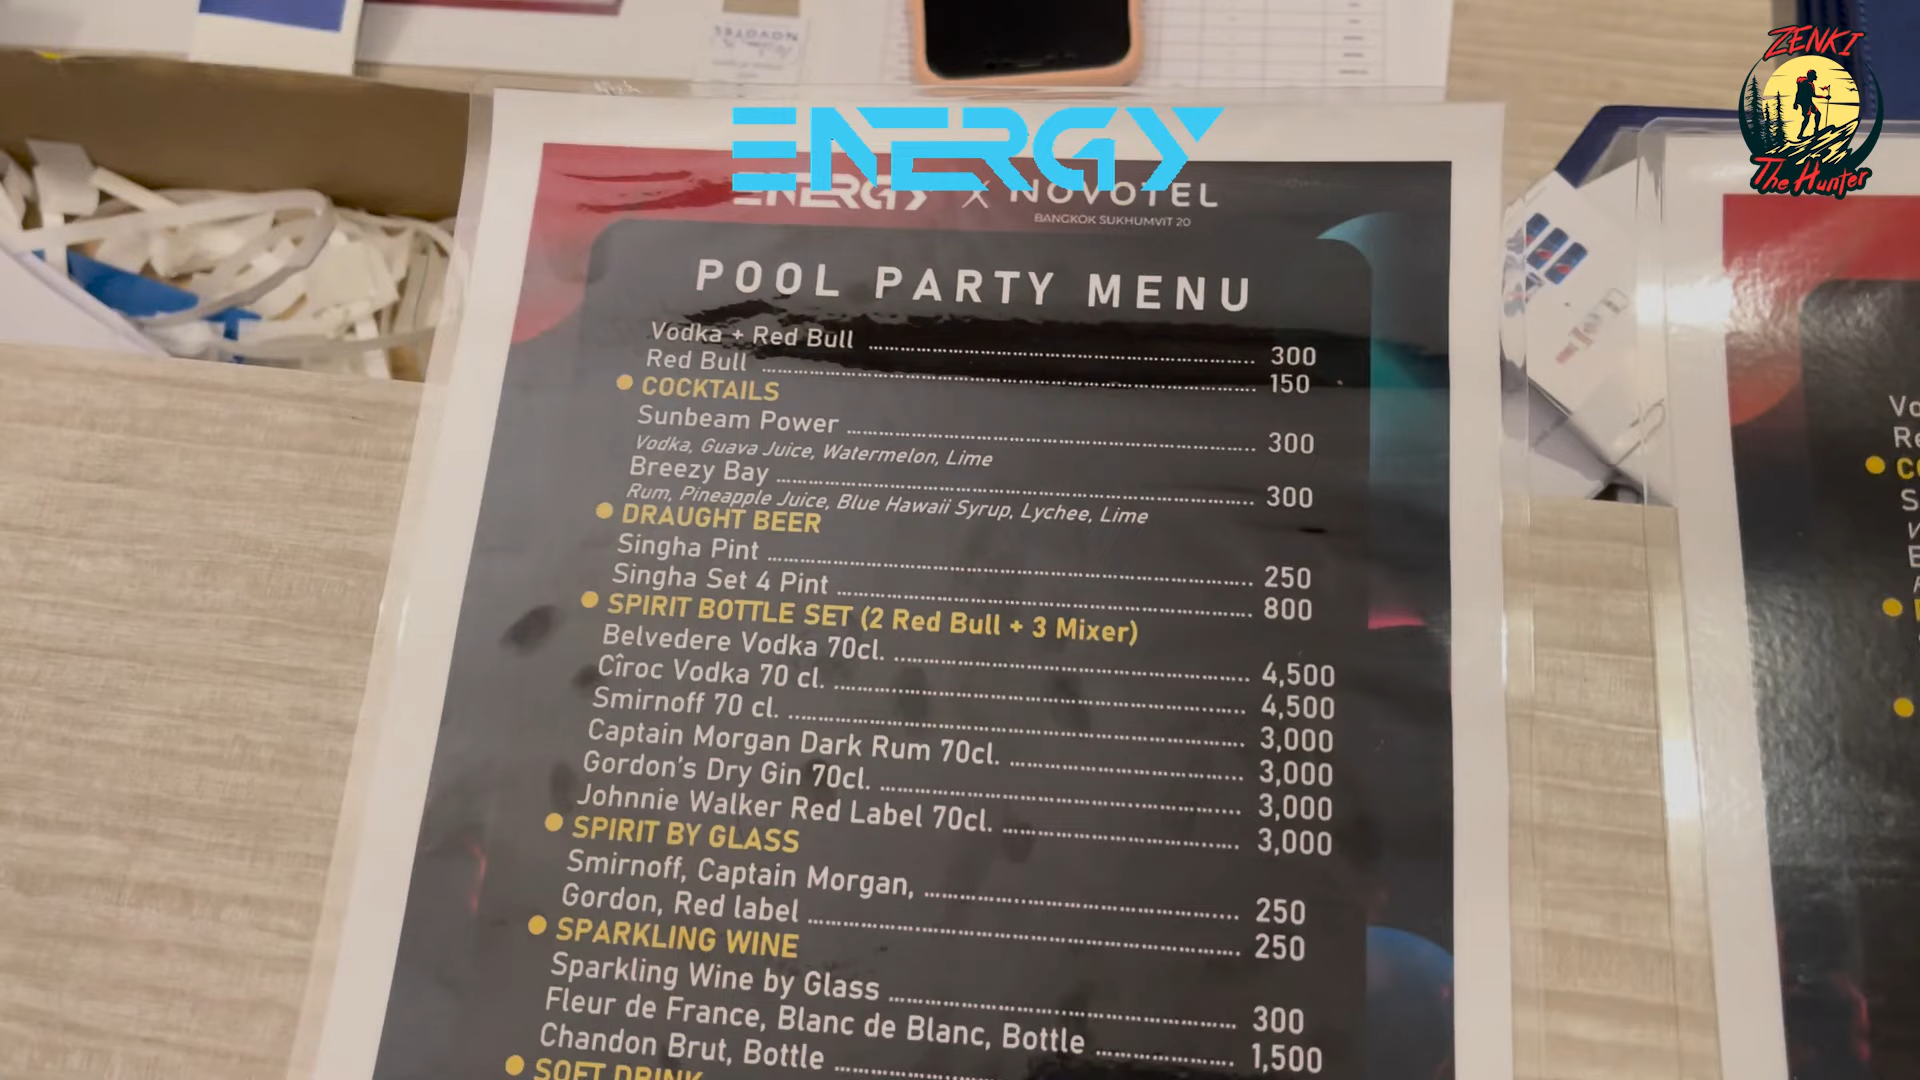 ZENKI
The Hunter
ENERGY
ENERGY X NOVOTEL
BANGKOK SUKHUMVIT 20
POOL PARTY MENU
Vodka + Red Bull 300
Red Bull 150
COCKTAILS
Sunbeam Power 300
Vodka, Guava Juice, Watermelon, Lime
Breezy Bay 300
Rum, Pineapple Juice, Blue Hawaii Syrup, Lychee, Lime
DRAUGHT BEER
Singha Pint 250
Singha Set 4 Pint 800
SPIRIT BOTTLE SET (2 Red Bull + 3 Mixer)
Belvedere Vodka 70cl. 4,500
Cîroc Vodka 70 cl. 4,500
Smirnoff 70 cl. 3,000
Captain Morgan Dark Rum 70cl. 3,000
Gordon's Dry Gin 70cl. 3,000
Johnnie Walker Red Label 70cl. 3,000
SPIRIT BY GLASS
Smirnoff, Captain Morgan, 250
Gordon, Red label 250
SPARKLING WINE
Sparkling Wine by Glass 300
Fleur de France, Blanc de Blanc, Bottle 1,500
Chandon Brut, Bottle
SOFT DRINK